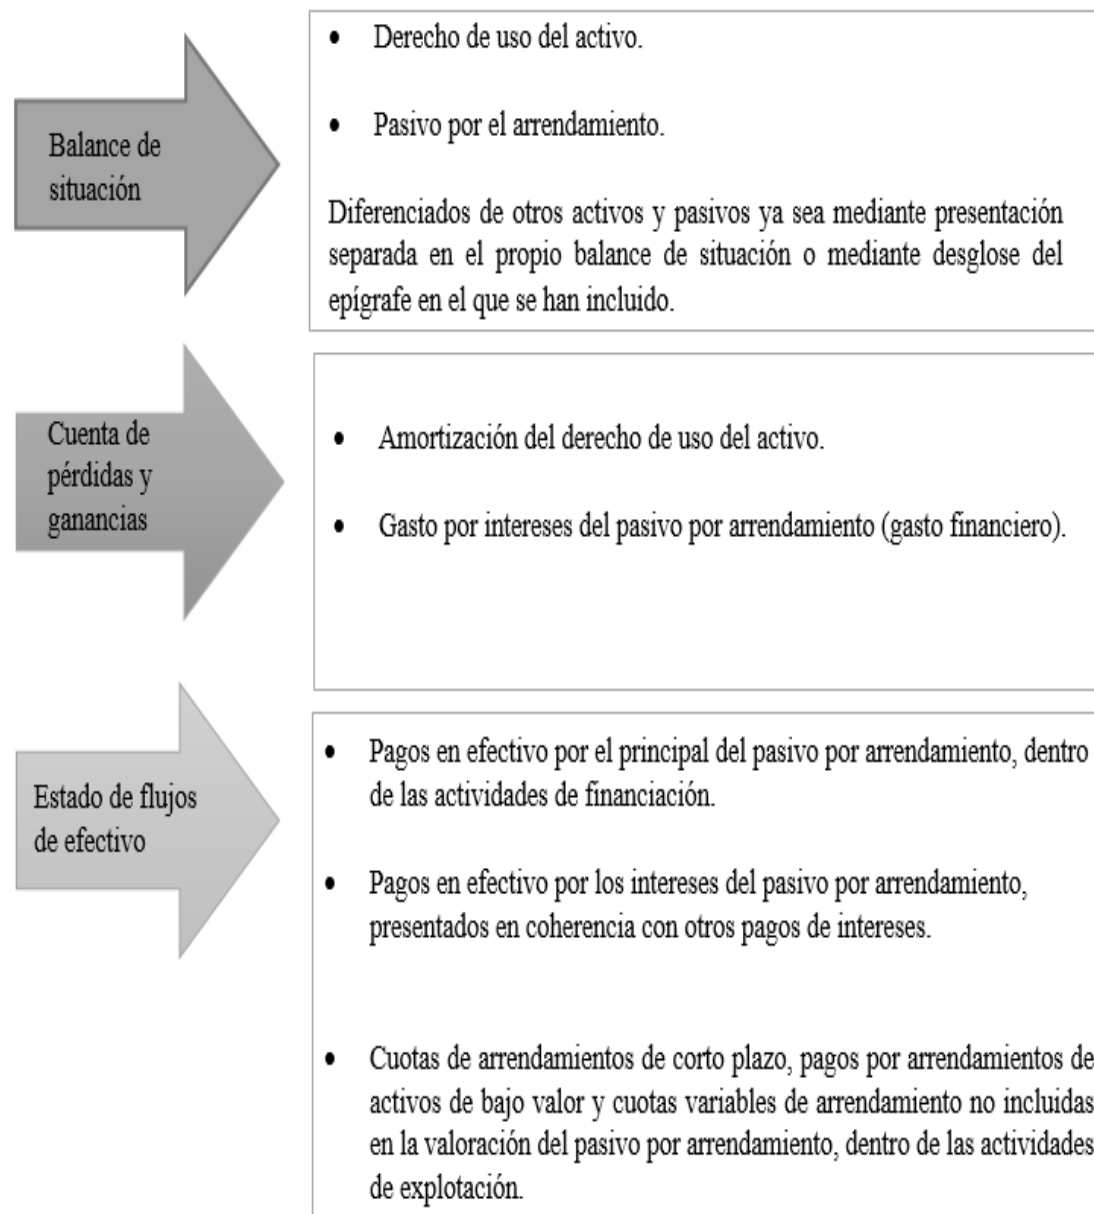 Balance de
situación
• Derecho de uso del activo.
• Pasivo por el arrendamiento.
Diferenciados de otros activos y pasivos ya sea mediante presentación
separada en el propio balance de situación o mediante desglose del
epígrafe en el que se han incluido.
Cuenta de
pérdidas y
ganancias
• Amortización del derecho de uso del activo.
• Gasto por intereses del pasivo por arrendamiento (gasto financiero).
Estado de flujos
de efectivo
• Pagos en efectivo por el principal del pasivo por arrendamiento, dentro
de las actividades de financiación.
• Pagos en efectivo por los intereses del pasivo por arrendamiento,
presentados en coherencia con otros pagos de intereses.
• Cuotas de arrendamientos de corto plazo, pagos por arrendamientos de
activos de bajo valor y cuotas variables de arrendamiento no incluidas
en la valoración del pasivo por arrendamiento, dentro de las actividades
de explotación.